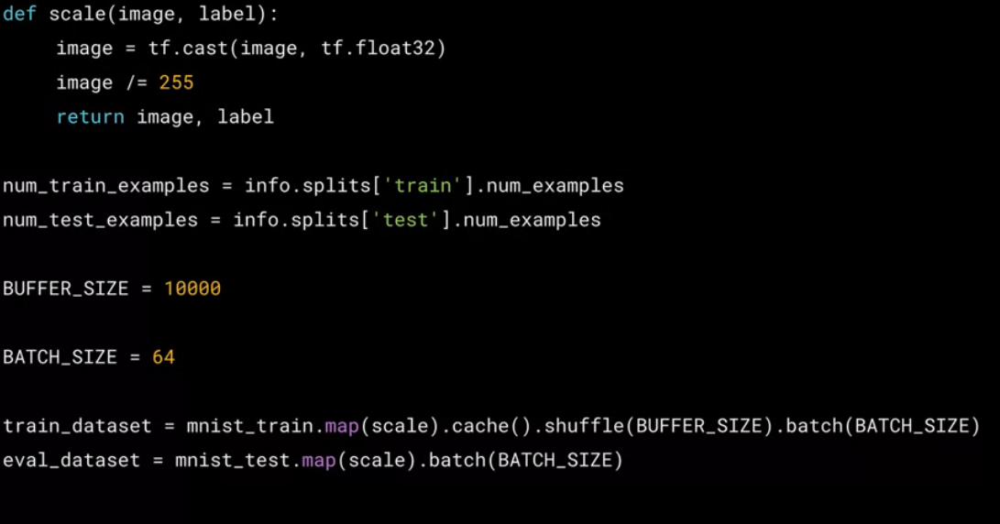 def scale(image, label):
    image = tf.cast(image, tf.float32)
    image /= 255
    return image, label
num_train_examples = info.splits['train'].num_examples
num_test_examples = info.splits['test'].num_examples
BUFFER_SIZE = 10000
BATCH_SIZE = 64
train_dataset = mnist_train.map(scale).cache().shuffle(BUFFER_SIZE).batch(BATCH_SIZE)
eval_dataset = mnist_test.map(scale).batch(BATCH_SIZE)